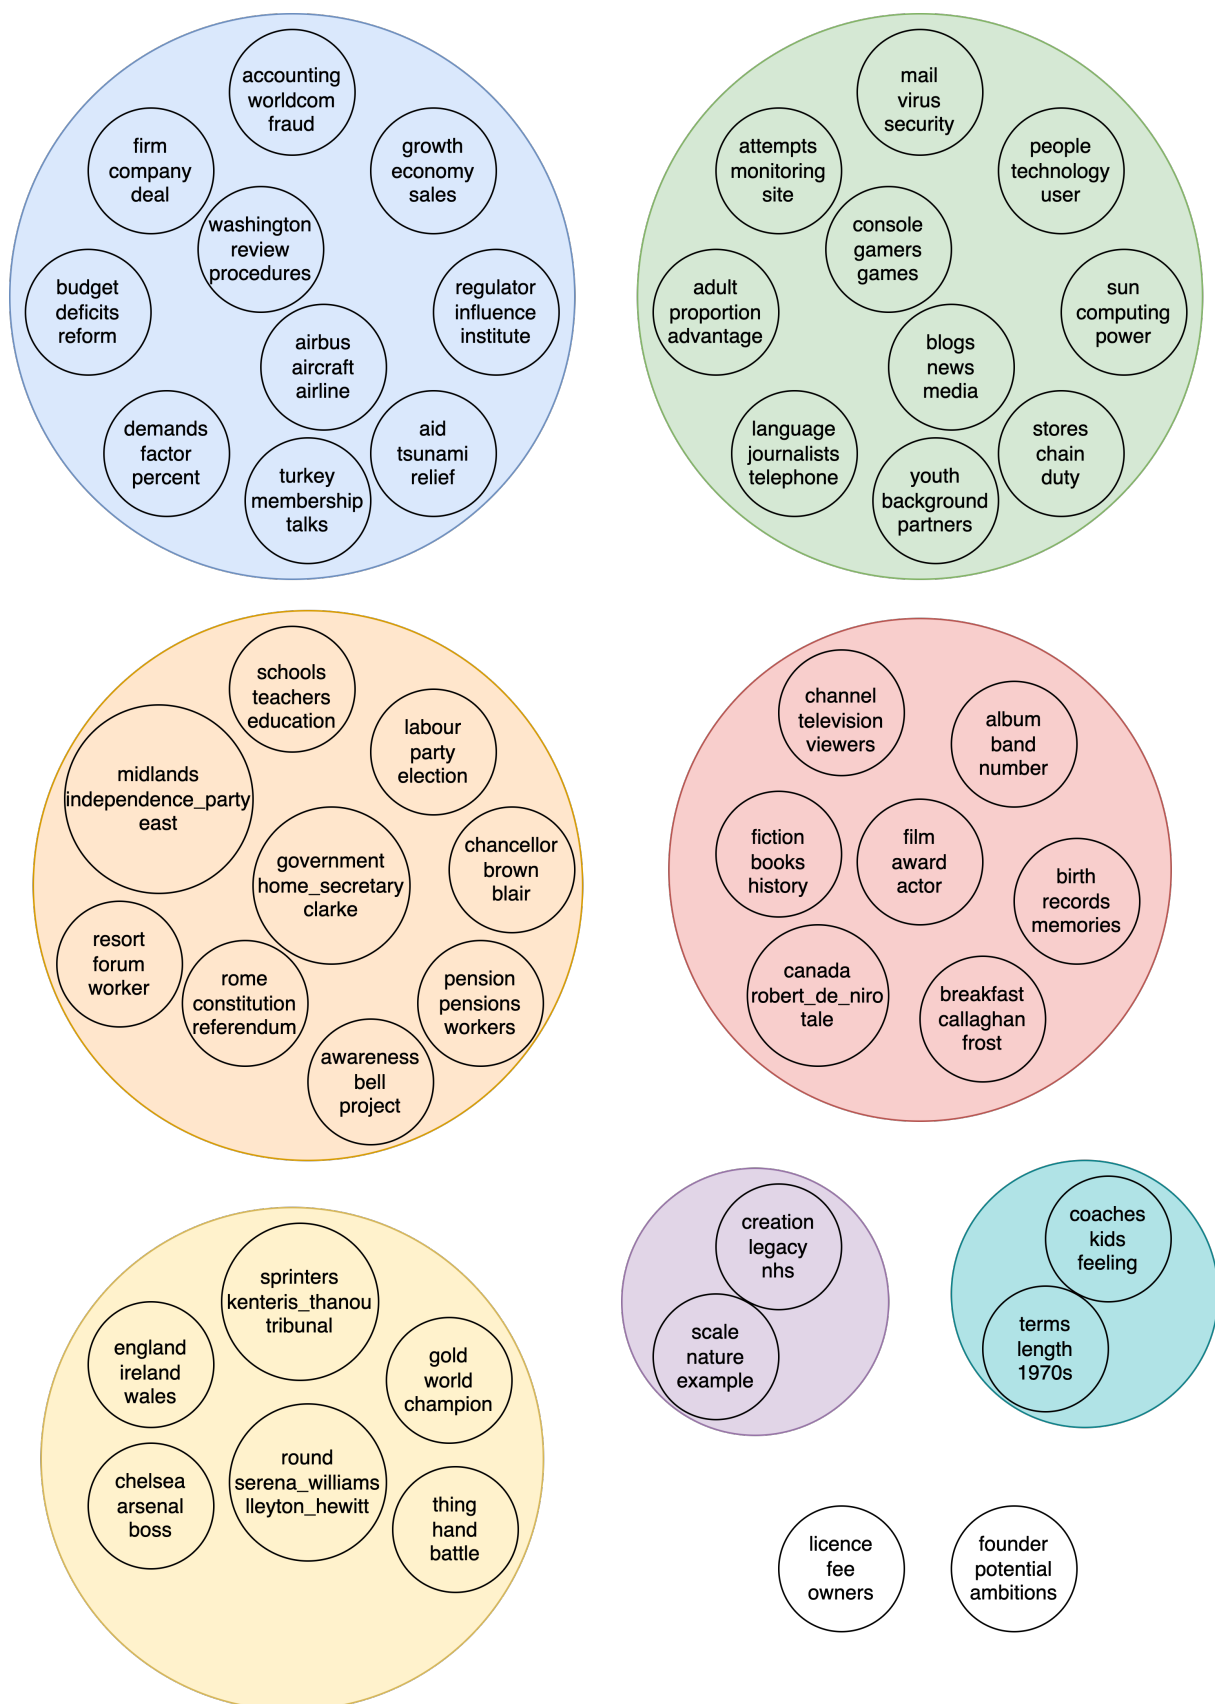 accounting
worldcom
fraud
firm
company
deal
growth
economy
sales
washington
review
procedures
budget
deficits
reform
regulator
influence
institute
airbus
aircraft
airline
demands
factor
percent
aid
tsunami
relief
turkey
membership
talks
mail
virus
security
attempts
monitoring
site
people
technology
user
console
gamers
games
adult
proportion
advantage
sun
computing
power
blogs
news
media
language
journalists
telephone
stores
chain
duty
youth
background
partners
schools
teachers
education
labour
party
election
midlands
independence_party
east
government
home_secretary
clarke
chancellor
brown
blair
resort
forum
worker
rome
constitution
referendum
pension
pensions
workers
awareness
bell
project
channel
television
viewers
album
band
number
fiction
books
history
film
award
actor
birth
records
memories
canada
robert_de_niro
tale
breakfast
callaghan
frost
sprinters
kenteris_thanou
tribunal
england
ireland
wales
gold
world
champion
round
serena_williams
lleyton_hewitt
chelsea
arsenal
boss
thing
hand
battle
creation
legacy
nhs
scale
nature
example
coaches
kids
feeling
terms
length
1970s
licence
fee
owners
founder
potential
ambitions